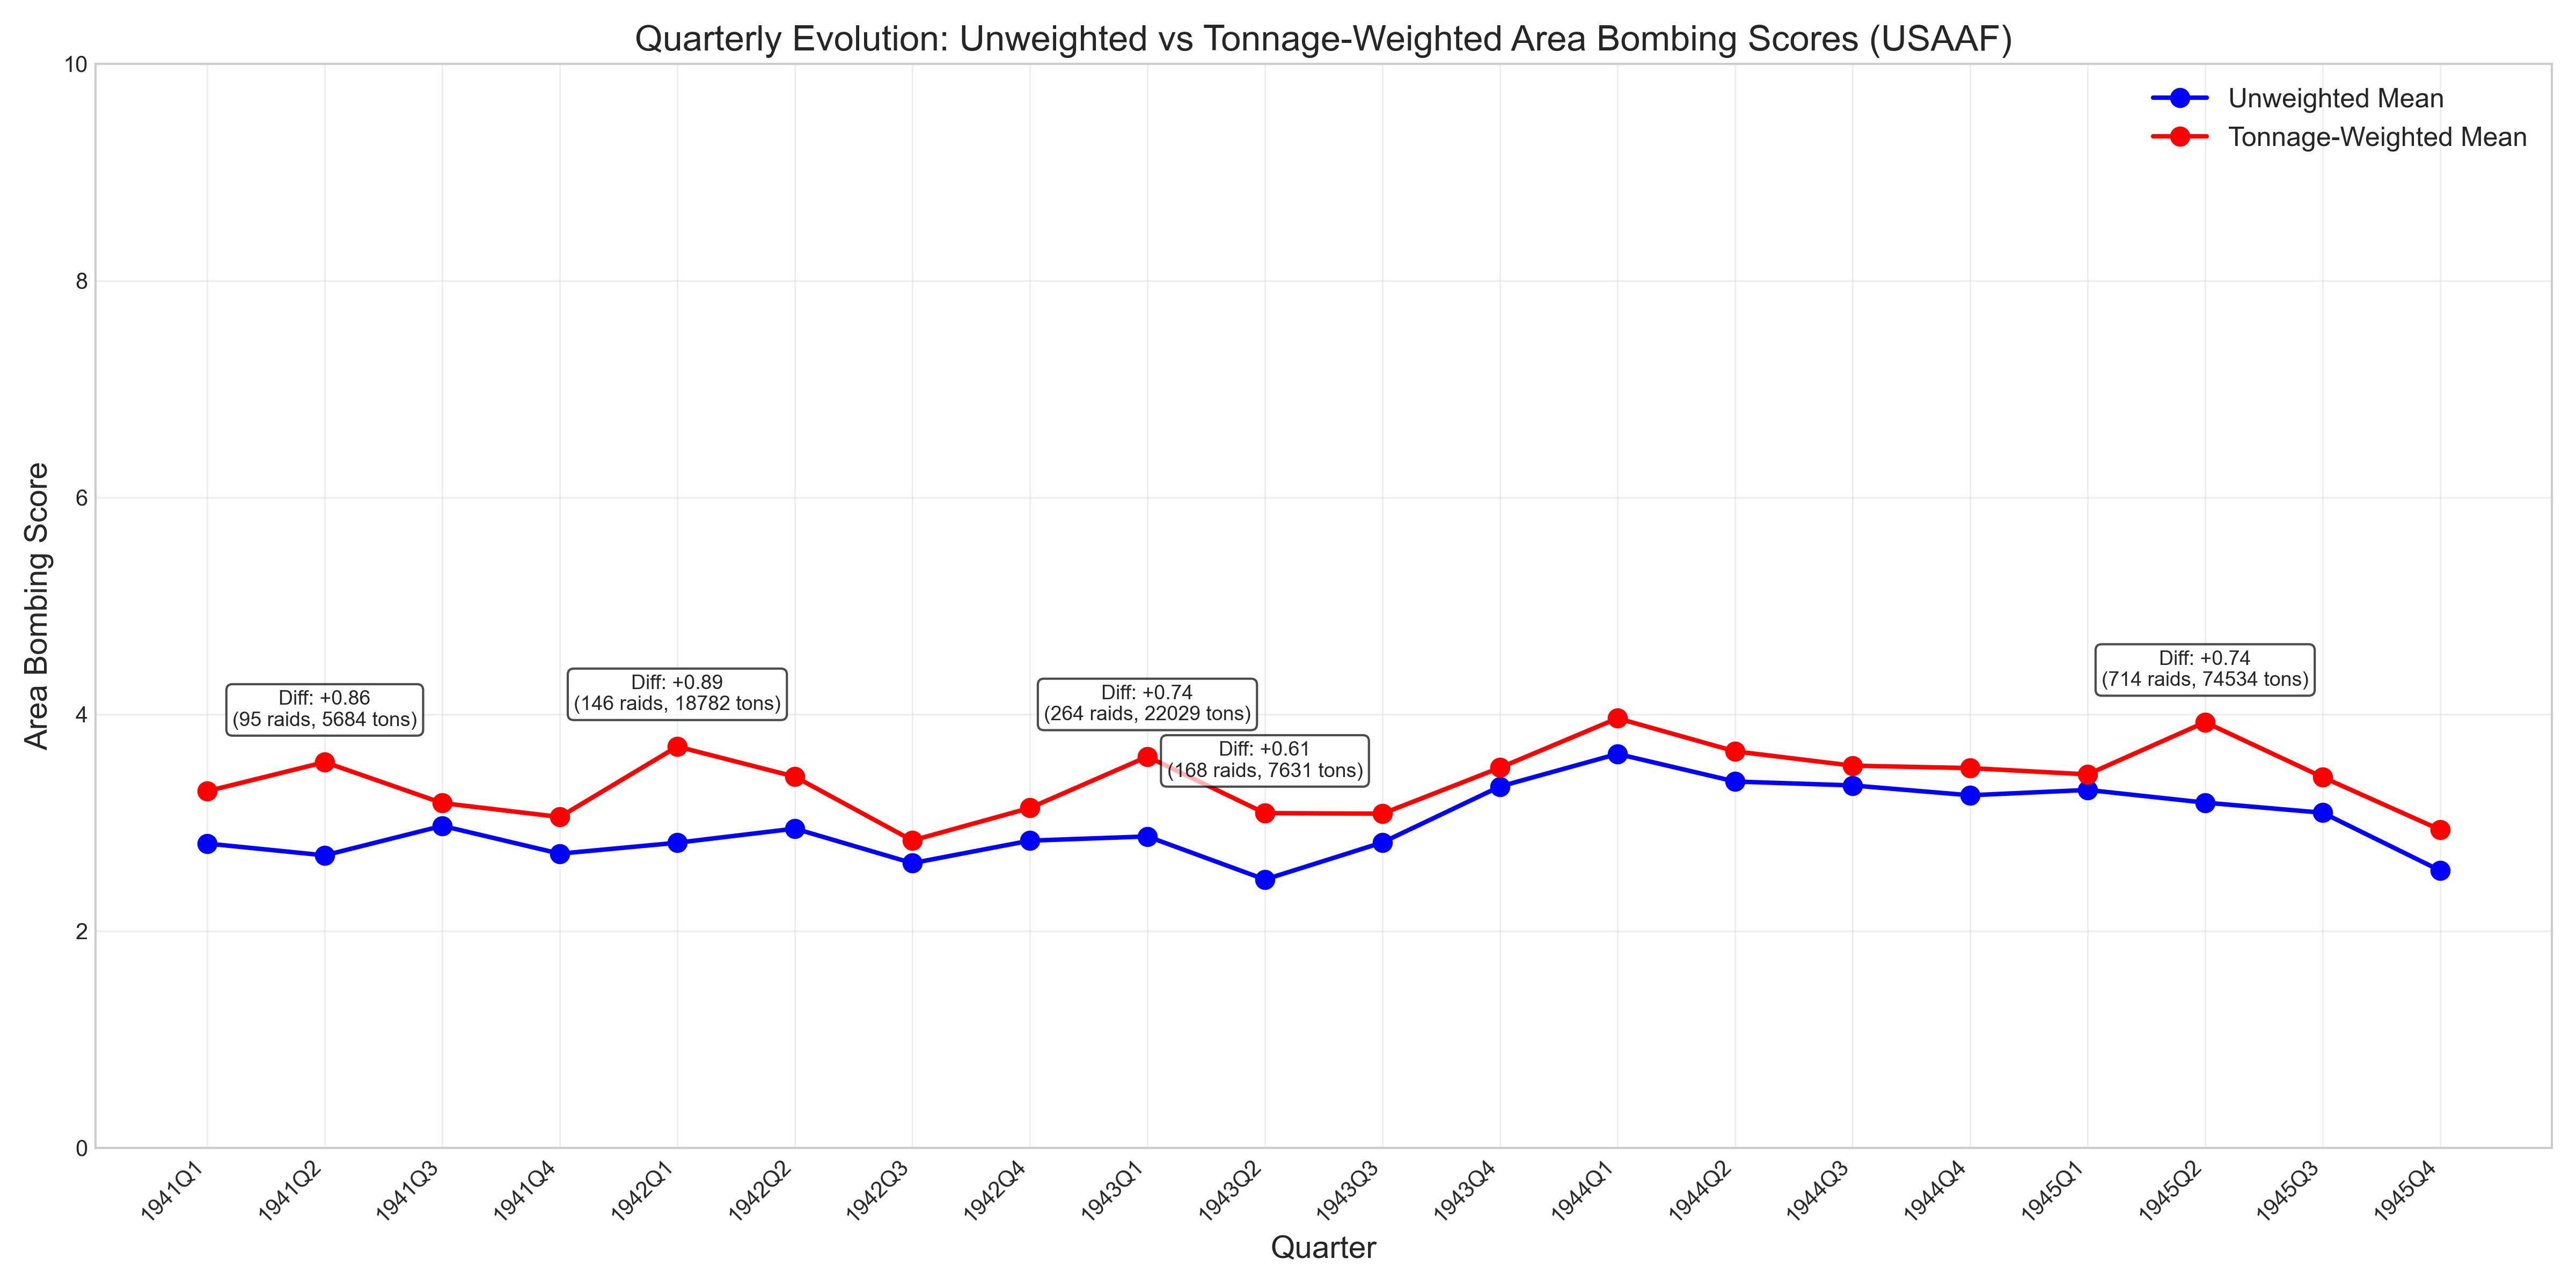 Quarterly Evolution: Unweighted vs Tonnage-Weighted Area Bombing Scores (USAAF)
Unweighted Mean
Tonnage-Weighted Mean
Area Bombing Score
10
8
6
4
2
0
Diff: +0.86
(95 raids, 5684 tons)
Diff: +0.89
(146 raids, 18782 tons)
Diff: +0.74
(264 raids, 22029 tons)
Diff: +0.61
(168 raids, 7631 tons)
Diff: +0.74
(714 raids, 74534 tons)
1941Q1
1941Q2
1941Q3
1941Q4
1942Q1
1942Q2
1942Q3
1942Q4
1943Q1
1943Q2
1943Q3
1943Q4
1944Q1
1944Q2
1944Q3
1944Q4
1945Q1
1945Q2
1945Q3
1945Q4
Quarter